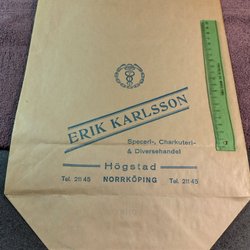 ERIK KARLSSON
Speceri-, Charkuteri-
& Diversehandel
Högstad
Tel. 211 45 NORRKÖPING Tel. 211 45